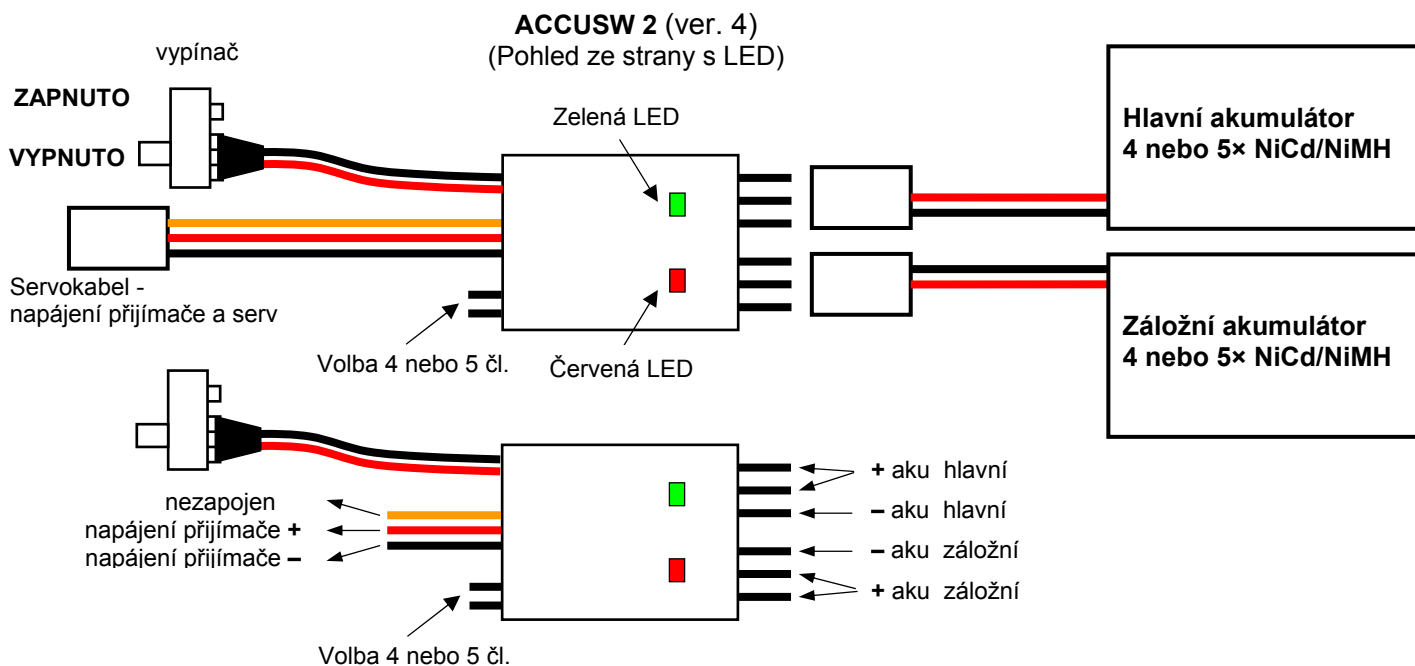 ACCUSW 2 (ver. 4)
(Pohled ze strany s LED)
vypínač
ZAPNUTO
VYPNUTO
Zelená LED
Hlavní akumulátor
4 nebo 5× NiCd/NiMH
Servokabel -
napájení přijímače a serv
Volba 4 nebo 5 čl.
Červená LED
Záložní akumulátor
4 nebo 5× NiCd/NiMH
nezapojen
napájení přijímače +
napájení přijímače –
+ aku hlavní
– aku hlavní
– aku záložní
+ aku záložní
Volba 4 nebo 5 čl.